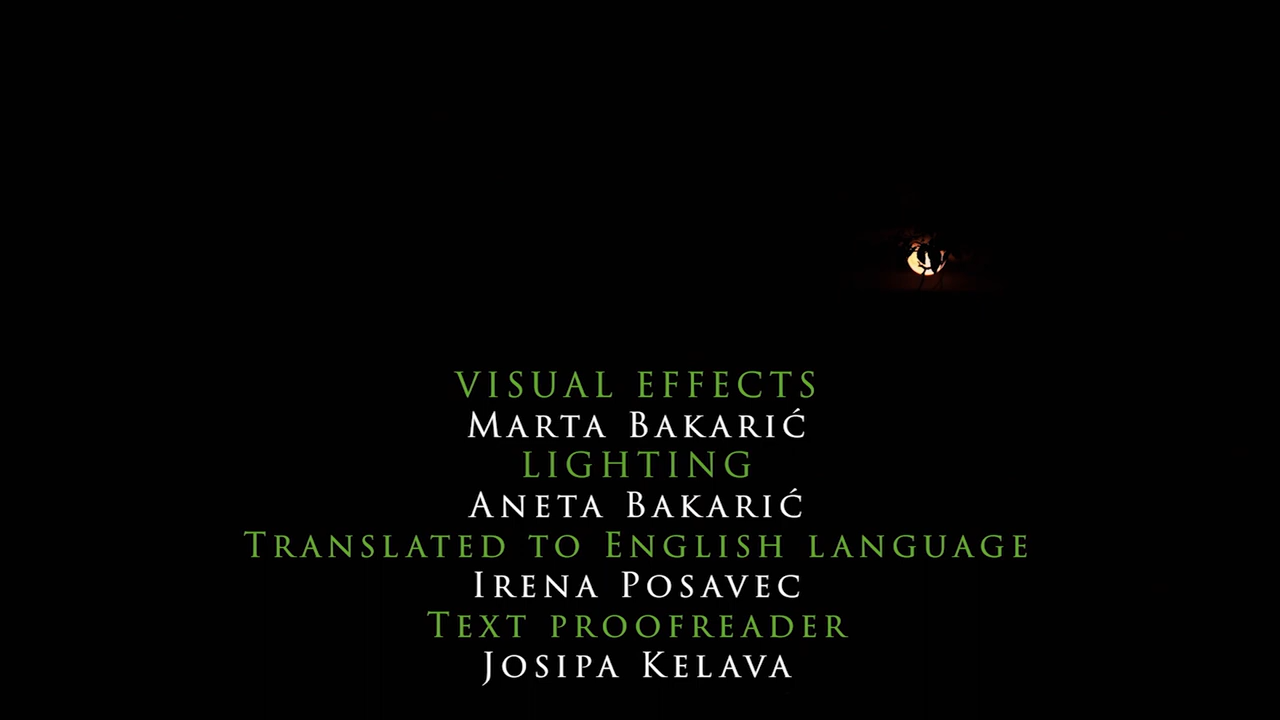 VISUAL EFFECTS
Marta Bakarić
LIGHTING
Aneta Bakarić
Translated to English language
Irena Posavec
Text proofreader
Josipa Kelava